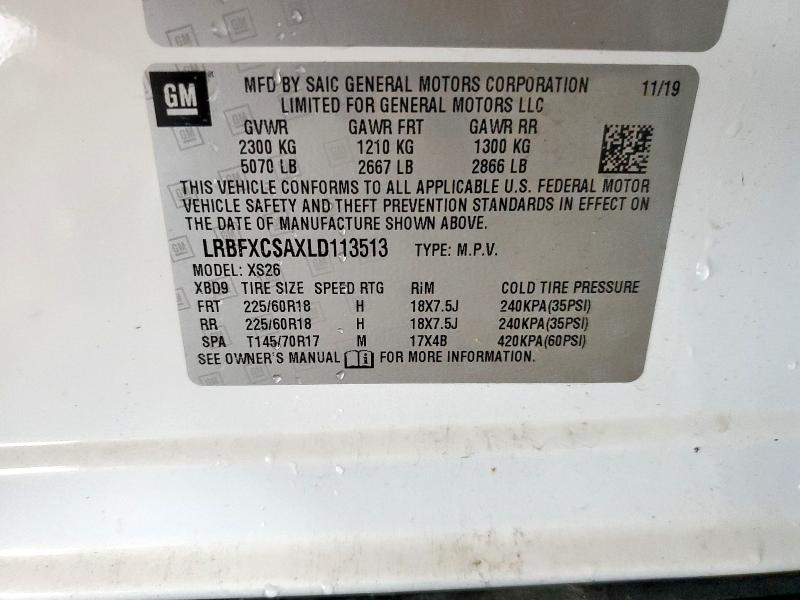 GM
MFD BY SAIC GENERAL MOTORS CORPORATION 11/19
LIMITED FOR GENERAL MOTORS LLC
GVWR GAWR FRT GAWR RR
2300 KG 1210 KG 1300 KG
5070 LB 2667 LB 2866 LB
THIS VEHICLE CONFORMS TO ALL APPLICABLE U.S. FEDERAL MOTOR
VEHICLE SAFETY AND THEFT PREVENTION STANDARDS IN EFFECT ON
THE DATE OF MANUFACTURE SHOWN ABOVE.
LRBFXCSAXLD113513 TYPE: M.P.V.
MODEL: XS26
XBD9 TIRE SIZE SPEED RTG RiM COLD TIRE PRESSURE
FRT 225/60R18 H 18X7.5J 240KPA(35PSI)
RR 225/60R18 H 18X7.5J 240KPA(35PSI)
SPA T145/70R17 M 17X4B 420KPA(60PSI)
SEE OWNER'S MANUAL FOR MORE INFORMATION.